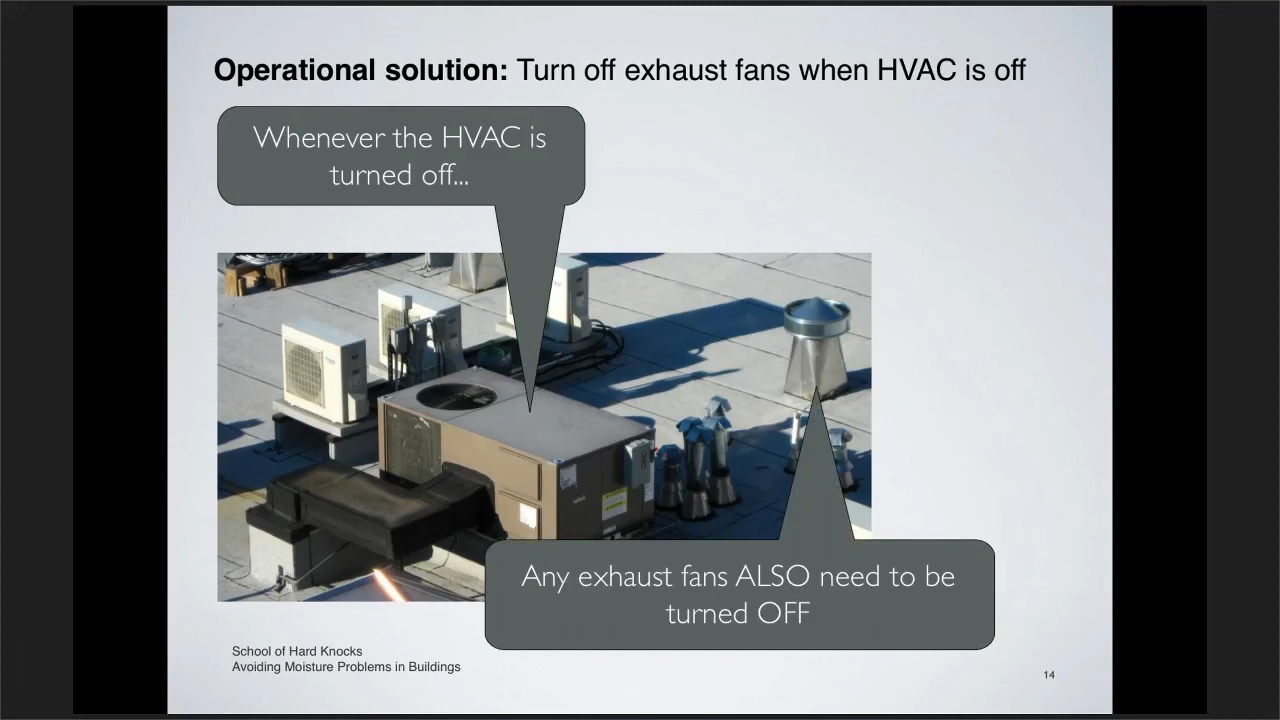 Operational solution: Turn off exhaust fans when HVAC is off
Whenever the HVAC is
turned off...
Any exhaust fans ALSO need to be
turned OFF
School of Hard Knocks
Avoiding Moisture Problems in Buildings
14